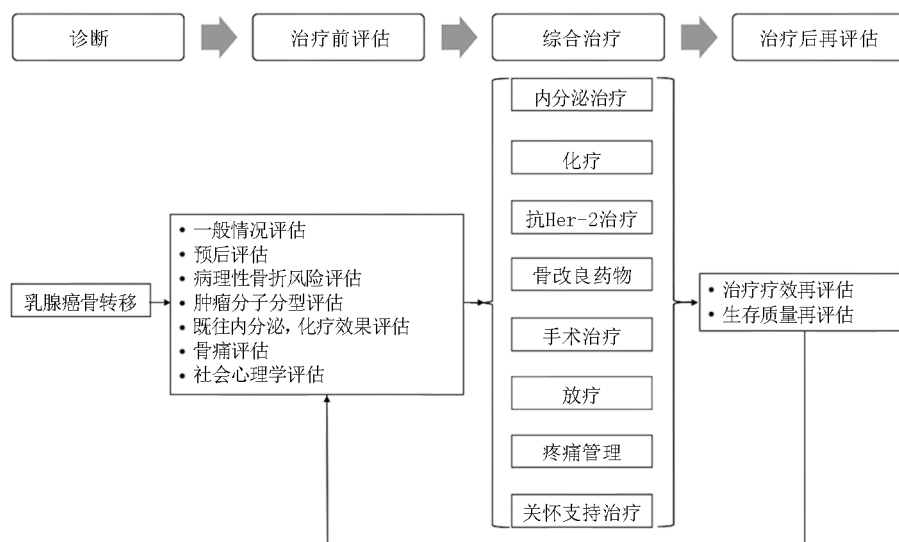 诊断
治疗前评估
综合治疗
治疗后再评估
乳腺癌骨转移
• 一般情况评估
• 预后评估
• 病理性骨折风险评估
• 肿瘤分子分型评估
• 既往内分泌,化疗效果评估
• 骨痛评估
• 社会心理学评估
内分泌治疗
化疗
抗Her-2治疗
骨改良药物
手术治疗
放疗
疼痛管理
关怀支持治疗
• 治疗疗效再评估
• 生存质量再评估